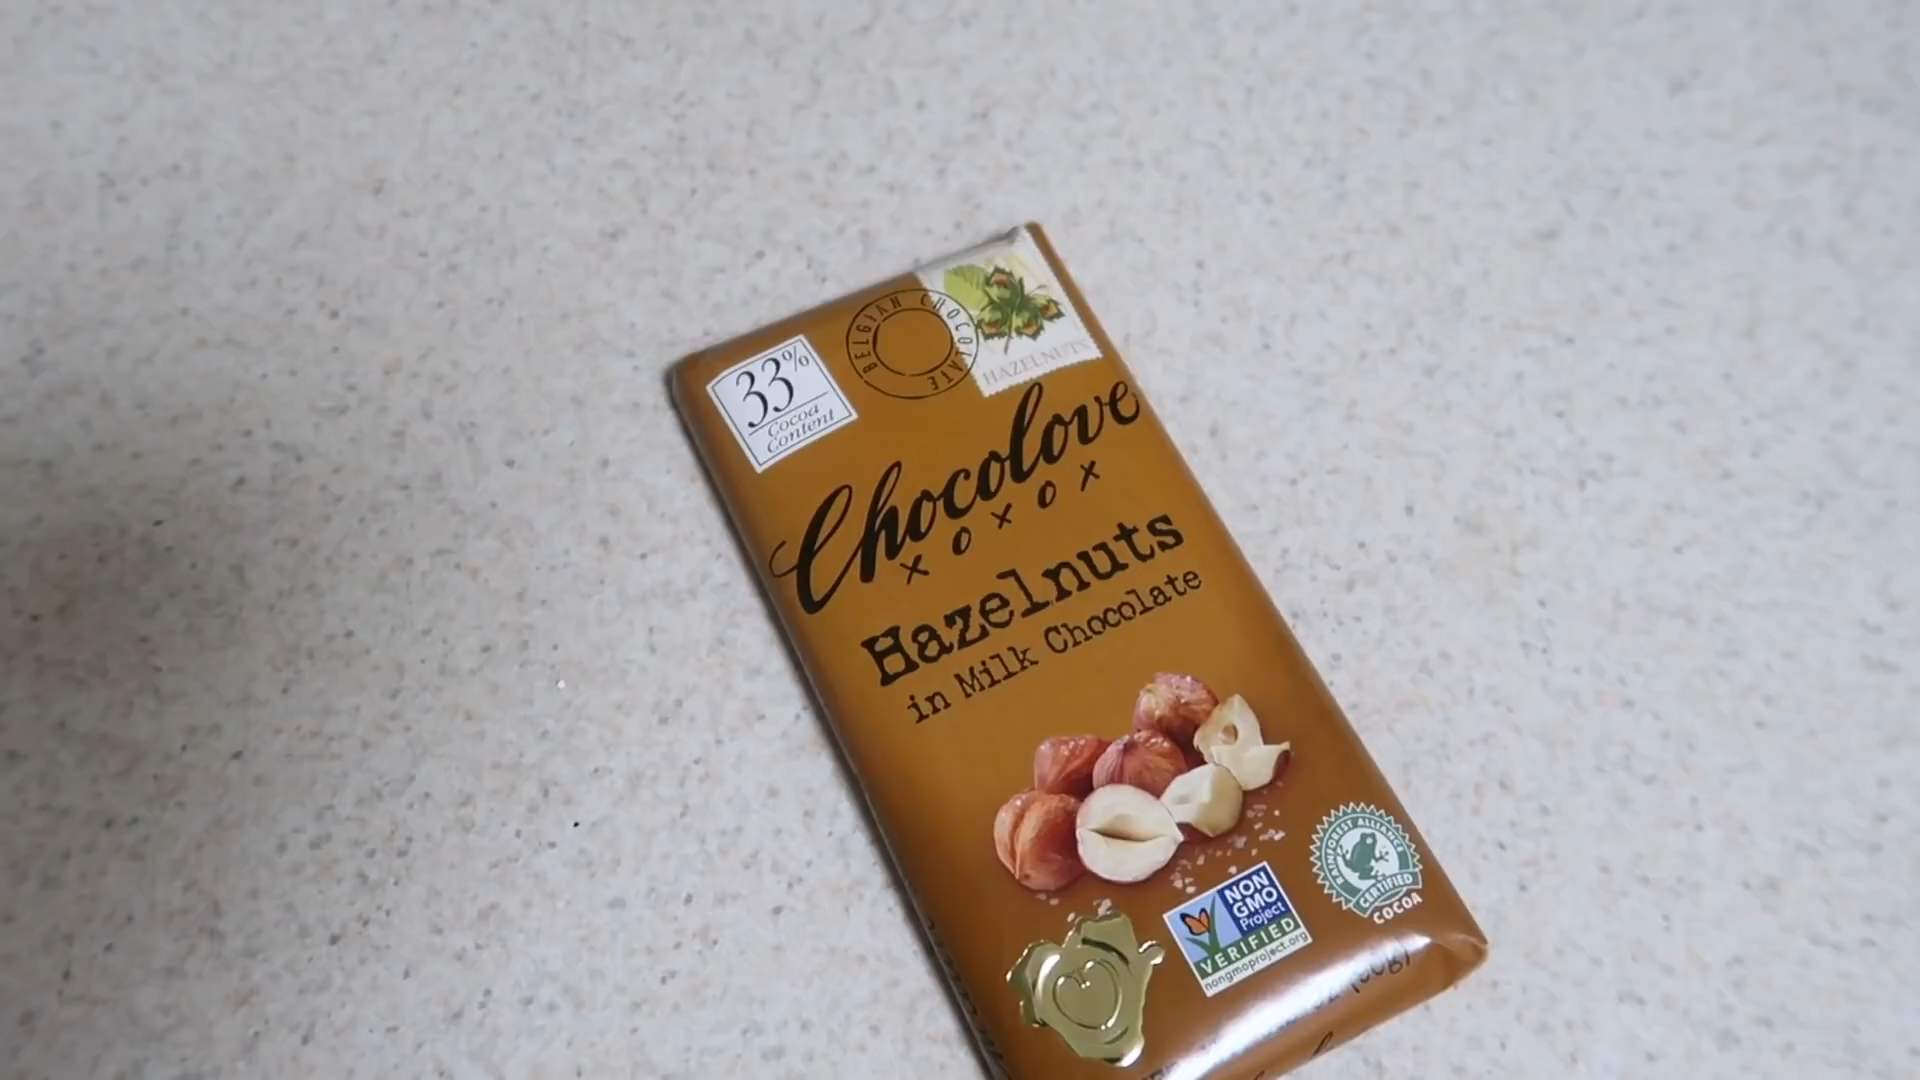 33%
Cocoa
Content
BELGIAN CHOCOLATE
HAZELNUTS
Chocolove
x o x o x
Hazelnuts
in Milk Chocolate
RAINFOREST ALLIANCE
CERTIFIED
COCOA
NON
GMO
Project
VERIFIED
nongmoproject.org